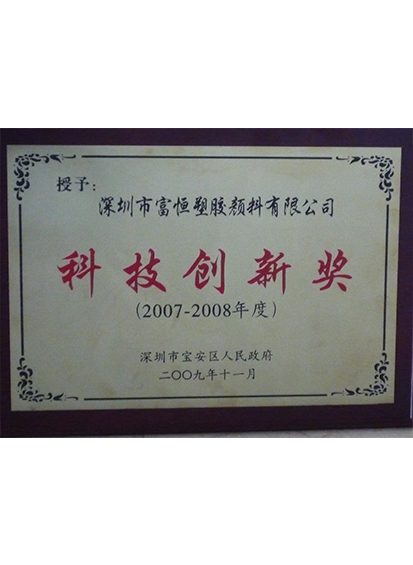 授予：
深圳市富恒塑胶颜料有限公司
科技创新奖
(2007-2008年度)
深圳市宝安区人民政府
二〇〇九年十一月